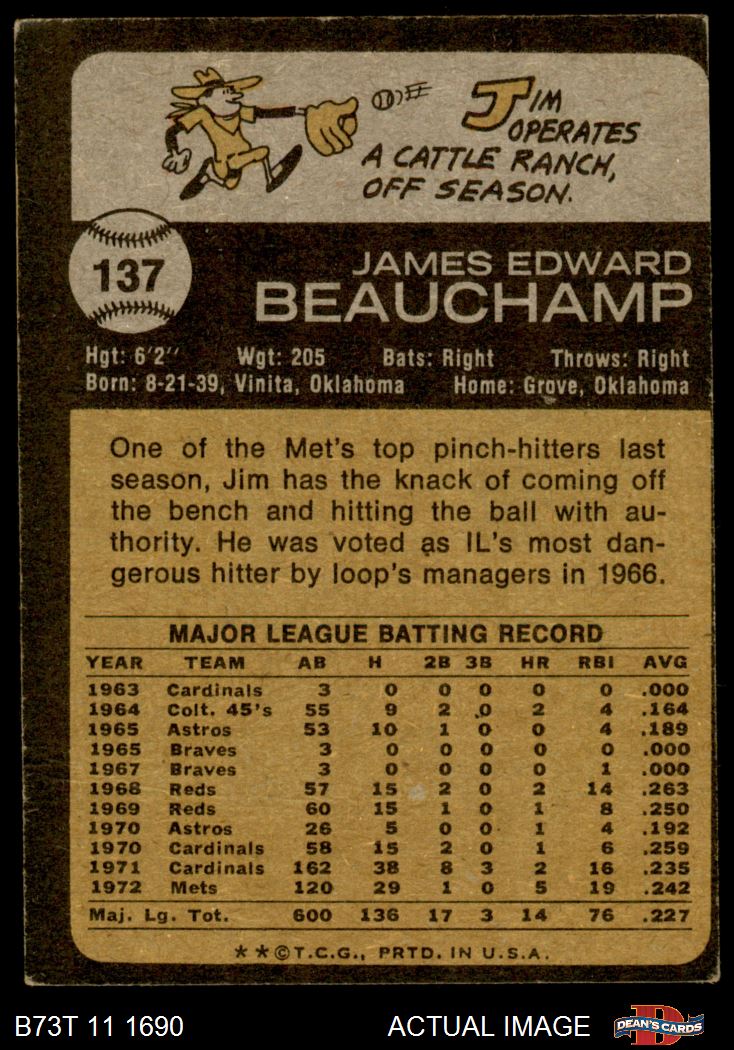 JIM
OPERATES
A CATTLE RANCH,
OFF SEASON.
137
JAMES EDWARD
BEAUCHAMP
Hgt: 6'2" Wgt: 205 Bats: Right Throws: Right
Born: 8-21-39, Vinita, Oklahoma Home: Grove, Oklahoma
One of the Met's top pinch-hitters last
season, Jim has the knack of coming off
the bench and hitting the ball with au-
thority. He was voted as IL's most dan-
gerous hitter by loop's managers in 1966.
MAJOR LEAGUE BATTING RECORD
YEAR TEAM AB H 2B 3B HR RBI AVG
1963 Cardinals 3 0 0 0 0 0 .000
1964 Colt. 45's 55 9 2 0 2 4 .164
1965 Astros 53 10 1 0 0 4 .189
1965 Braves 3 0 0 0 0 0 .000
1967 Braves 3 0 0 0 0 1 .000
1968 Reds 57 15 2 0 2 14 .263
1969 Reds 60 15 1 0 1 8 .250
1970 Astros 26 5 0 0 1 4 .192
1970 Cardinals 58 15 2 0 1 6 .259
1971 Cardinals 162 38 8 3 2 16 .235
1972 Mets 120 29 1 0 5 19 .242
Maj. Lg. Tot. 600 136 17 3 14 76 .227
**©T.C.G., PRTD. IN U.S.A.
B73T 11 1690 ACTUAL IMAGE D DEAN'S CARDS